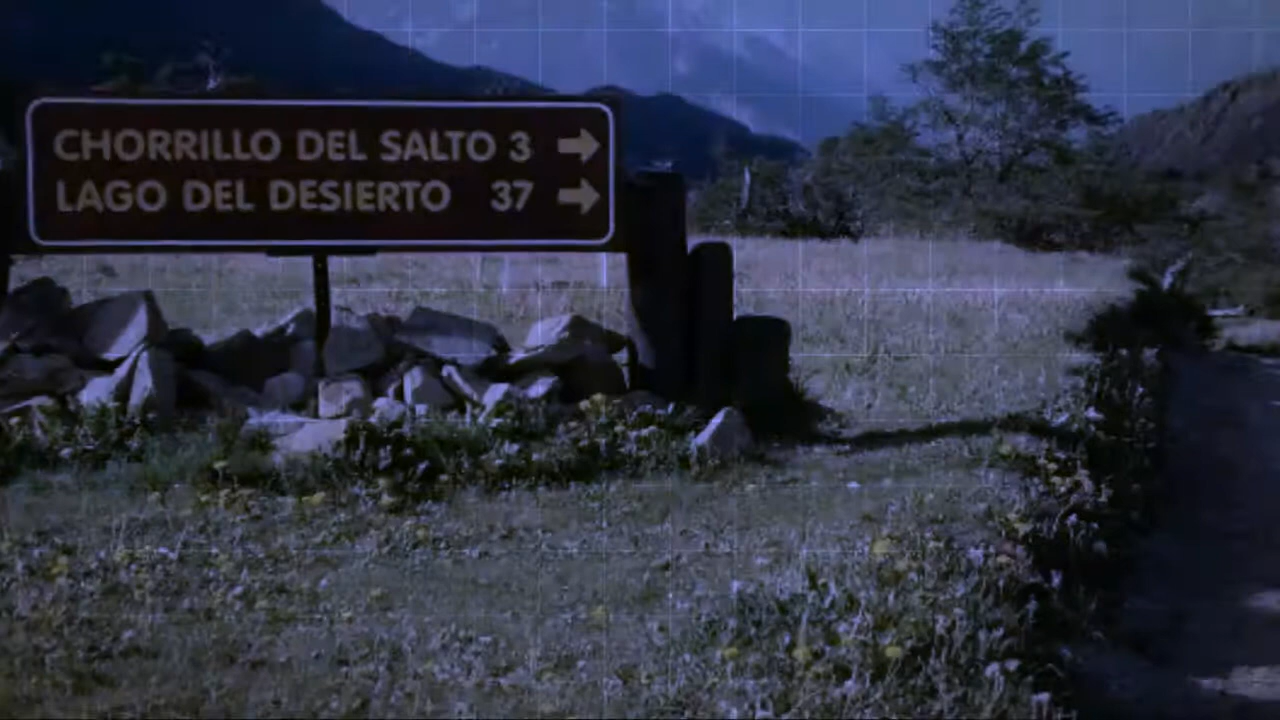 CHORRILLO DEL SALTO 3 →
LAGO DEL DESIERTO 37 →